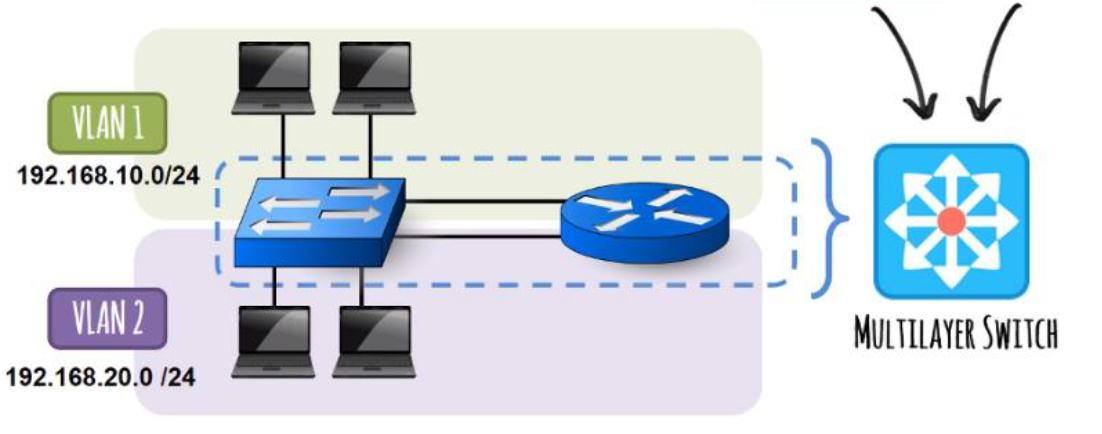 VLAN 1
192.168.10.0/24
VLAN 2
192.168.20.0 /24
MULTILAYER SWITCH